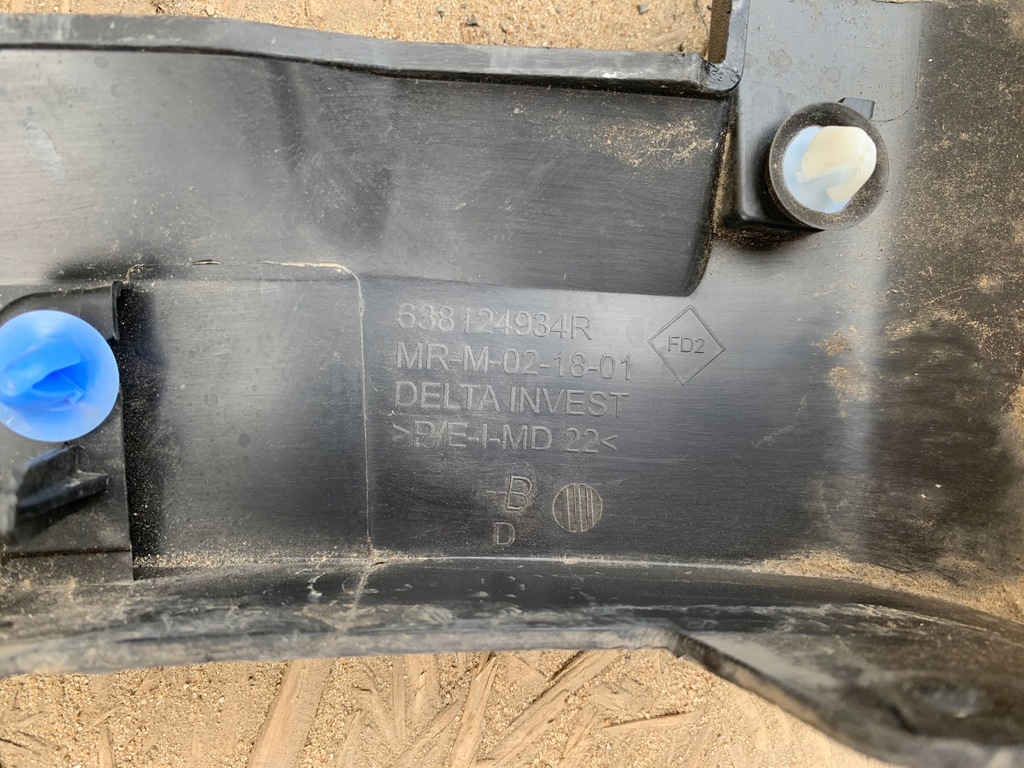 638124934R
FD2
MR-M-02-18-01
DELTA INVEST
>P/E-I-MD 22<
B
D